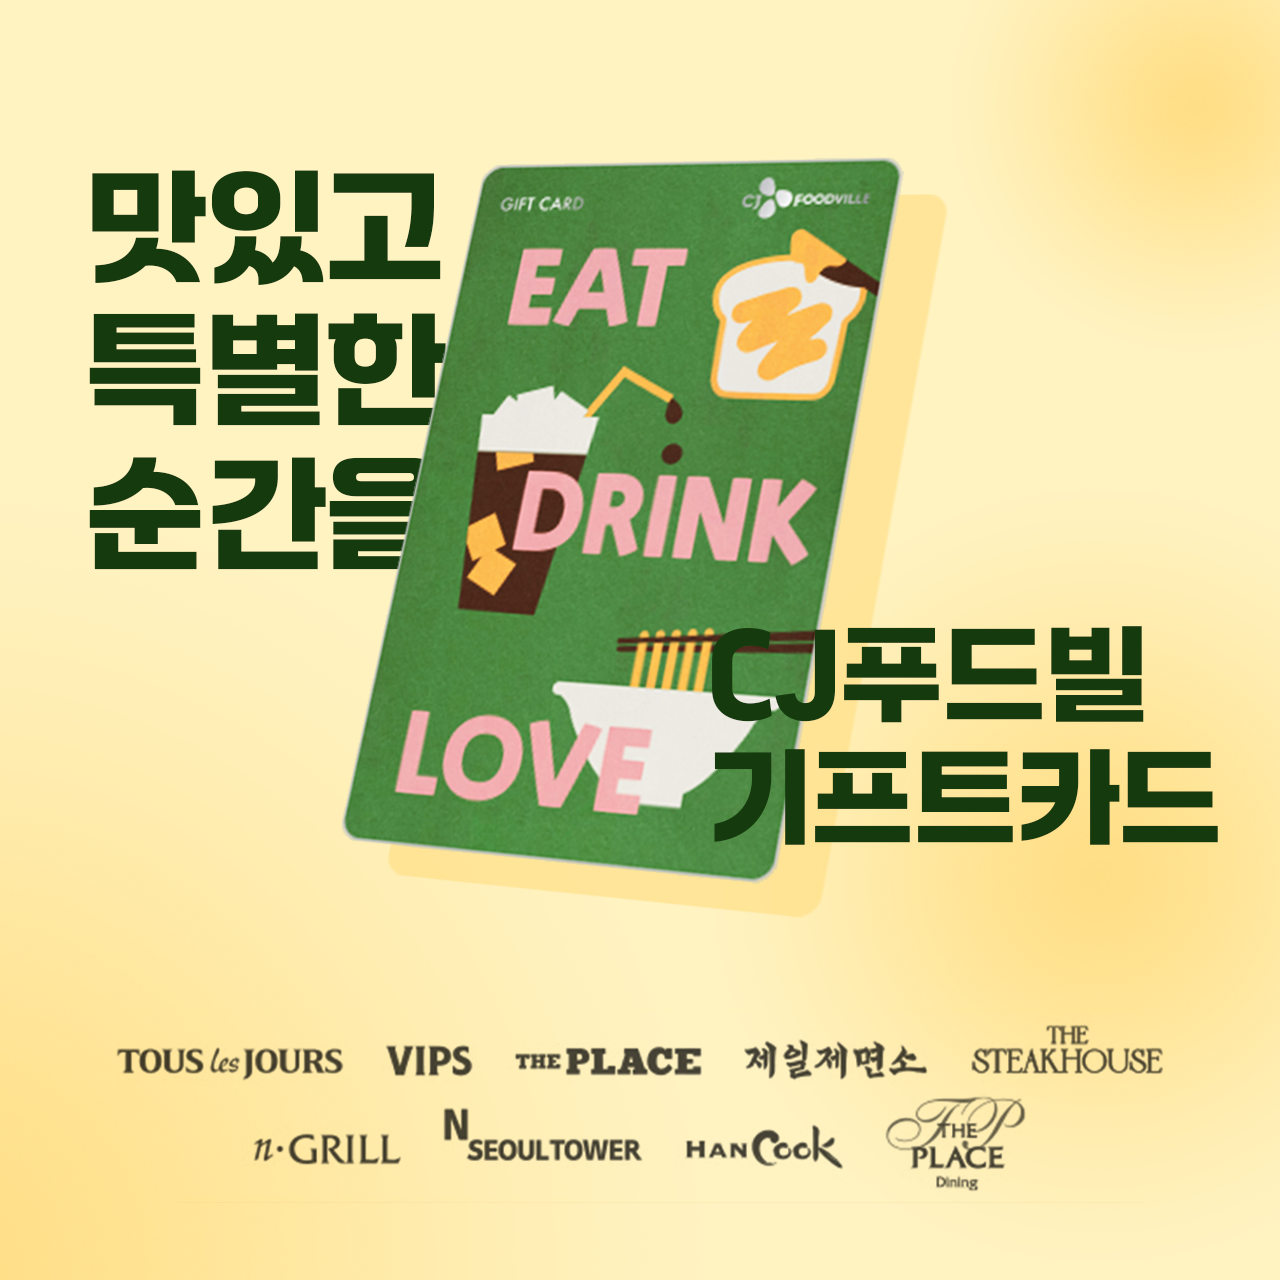 맛있고
특별한
순간을
GIFT CARD
CJ FOODVILLE
EAT
DRINK
LOVE
CJ푸드빌
기프트카드
TOUS les JOURS
VIPS
THE PLACE
제일제면소
THE
STEAKHOUSE
n·GRILL
N
SEOULTOWER
HANCOOK
THE
PLACE
Dining